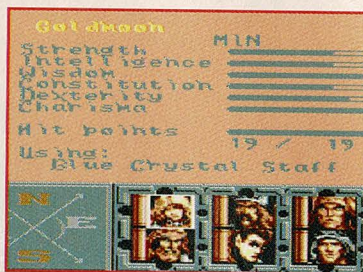 Goldmoon
MIN
Strength
Intelligence
Wisdom
Constitution
Dexterity
Charisma
Hit points
19 / 19
Using:
Blue Crystal Staff
N
E
S